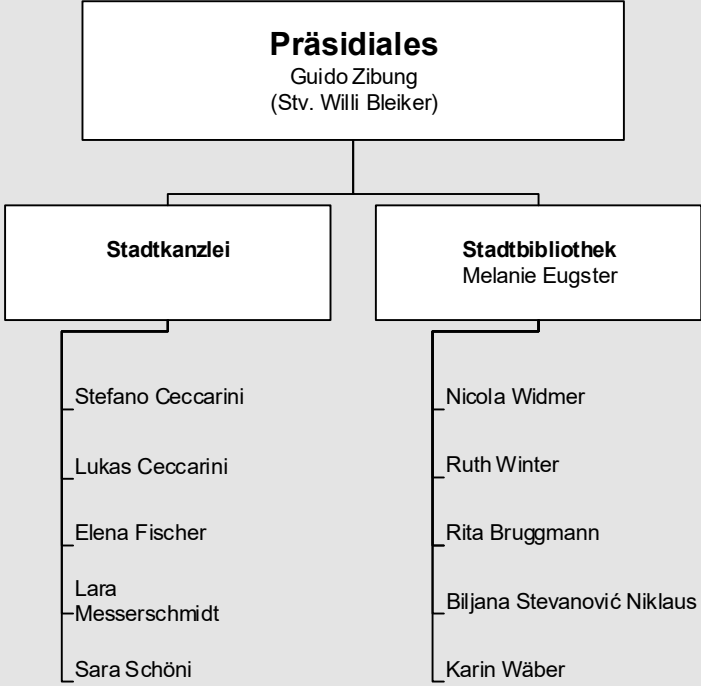 Präsidiales
Guido Zibung
(Stv. Willi Bleiker)
Stadtkanzlei
Stefano Ceccarini
Lukas Ceccarini
Elena Fischer
Lara
Messerschmidt
Sara Schöni
Stadtbibliothek
Melanie Eugster
Nicola Widmer
Ruth Winter
Rita Bruggmann
Biljana Stevanović Niklaus
Karin Wäber